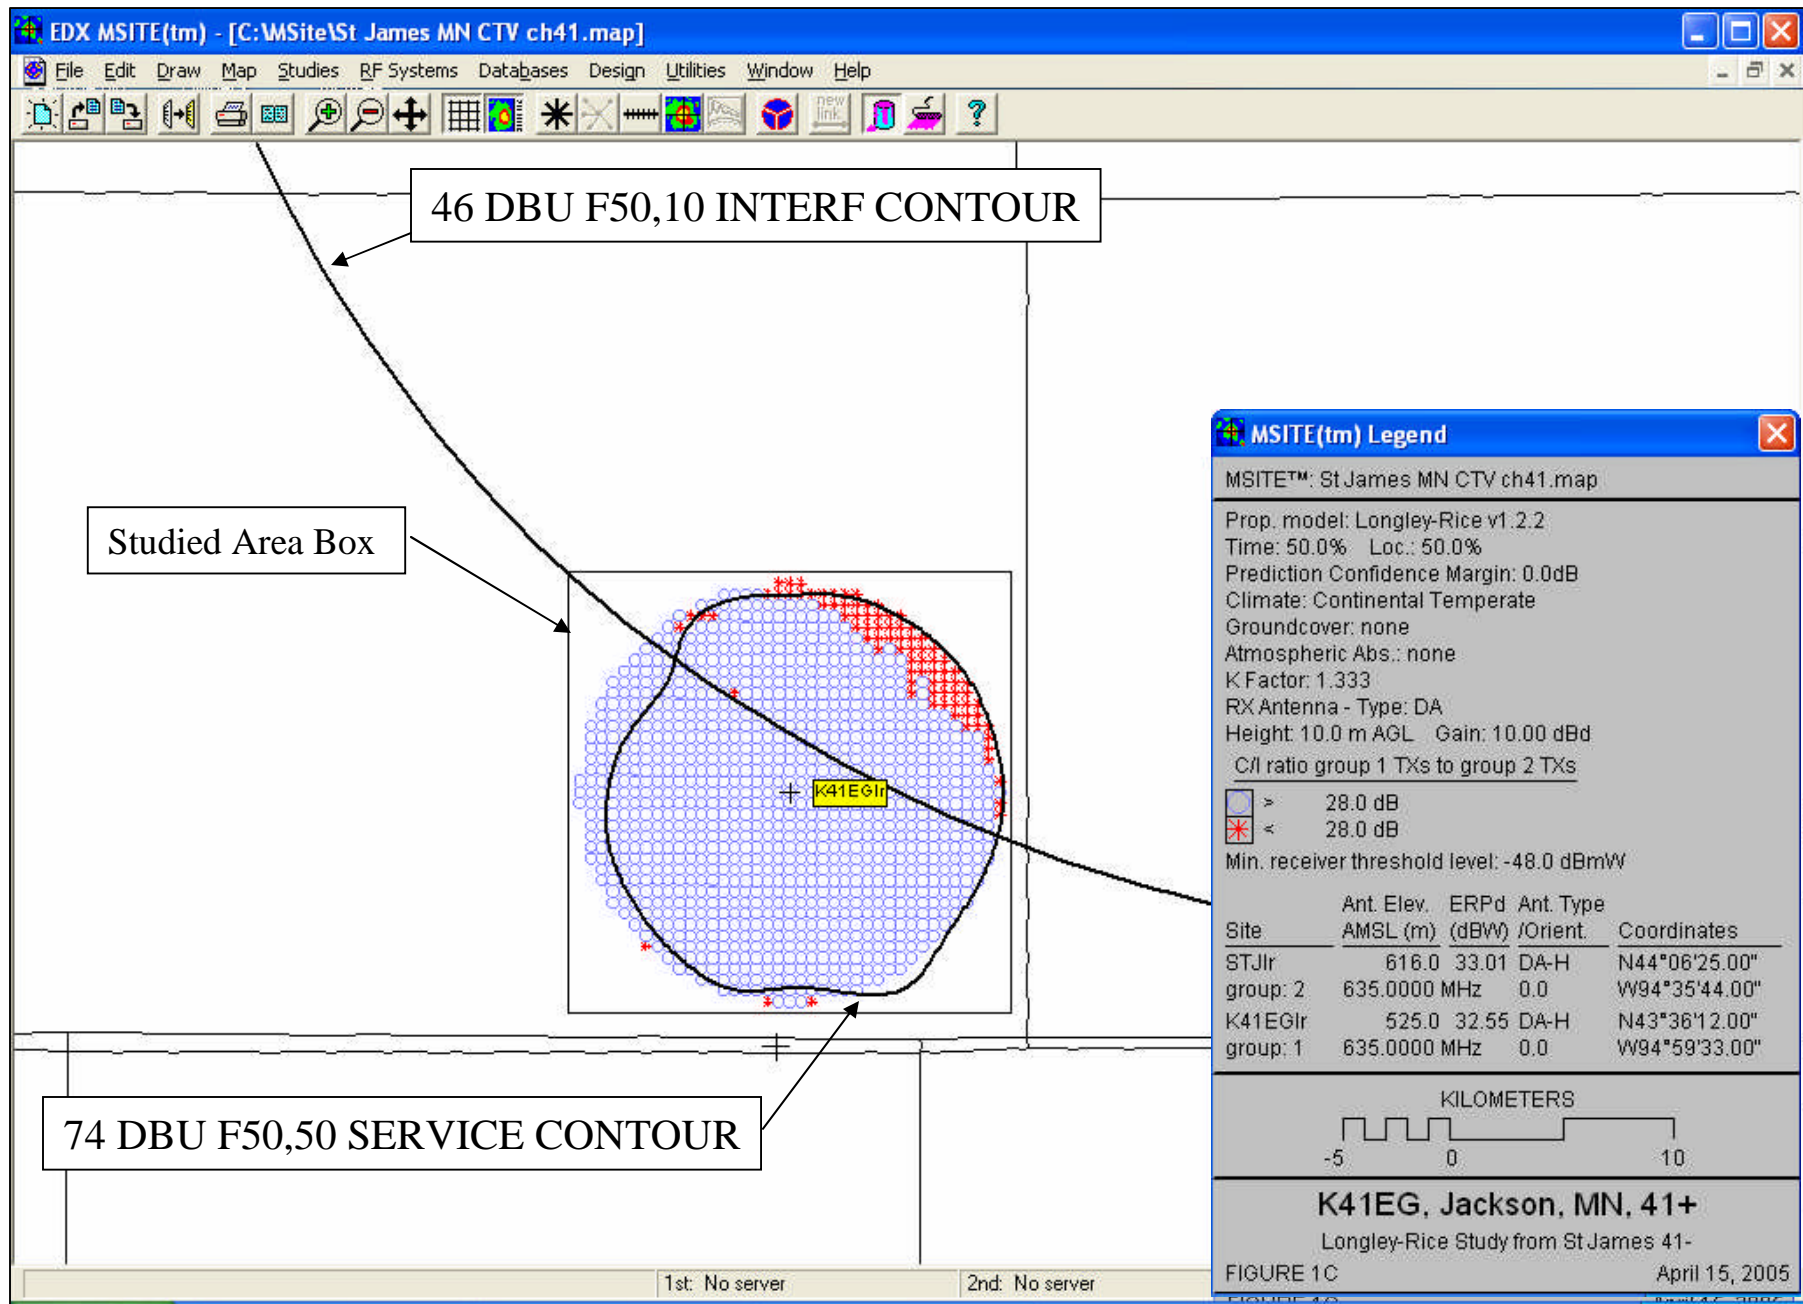 EDX MSITE(tm) - [C:\MSite\St James MN CTV ch41.map]
File Edit Draw Map Studies RF Systems Databases Design Utilities Window Help
new link
46 DBU F50,10 INTERF CONTOUR
Studied Area Box
K41EGlr
74 DBU F50,50 SERVICE CONTOUR
1st: No server 2nd: No server
MSITE(tm) Legend
MSITE™: St James MN CTV ch41.map
Prop. model: Longley-Rice v1.2.2
Time: 50.0% Loc.: 50.0%
Prediction Confidence Margin: 0.0dB
Climate: Continental Temperate
Groundcover: none
Atmospheric Abs.: none
K Factor: 1.333
RX Antenna - Type: DA
Height: 10.0 m AGL Gain: 10.00 dBd
C/I ratio group 1 TXs to group 2 TXs
> 28.0 dB
< 28.0 dB
Min. receiver threshold level: -48.0 dBmW
Ant. Elev. ERPd Ant. Type
Site AMSL (m) (dBW) /Orient. Coordinates
STJlr 616.0 33.01 DA-H N44°06'25.00"
group: 2 635.0000 MHz 0.0 W94°35'44.00"
K41EGlr 525.0 32.55 DA-H N43°36'12.00"
group: 1 635.0000 MHz 0.0 W94°59'33.00"
KILOMETERS
-5 0 10
K41EG, Jackson, MN, 41+
Longley-Rice Study from St James 41-
FIGURE 1C April 15, 2005